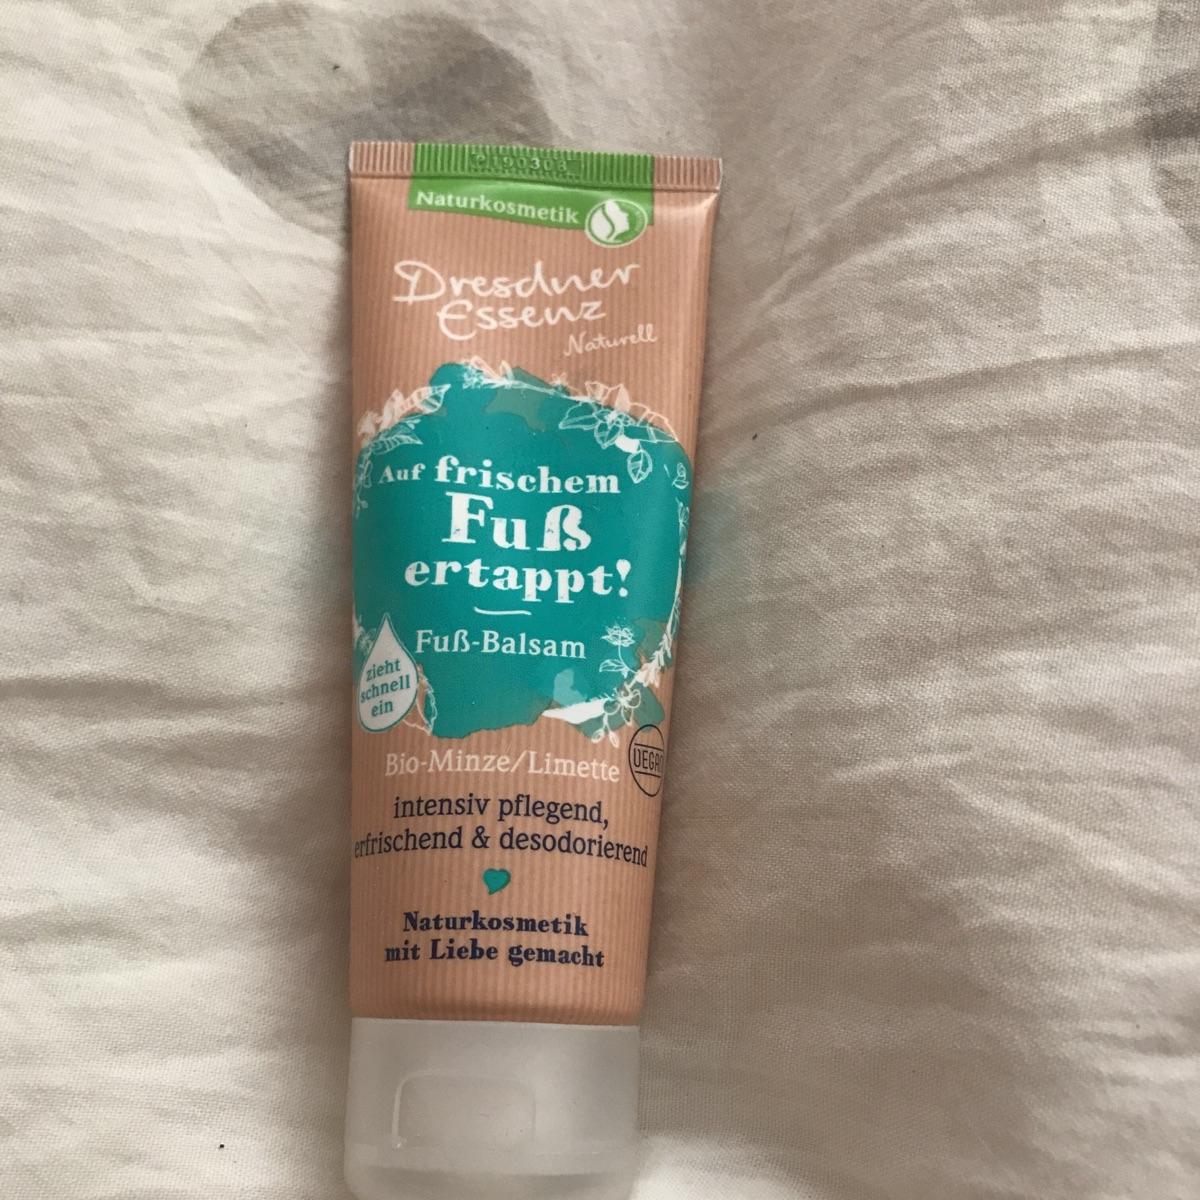 Naturkosmetik
Dresdner
Essenz
Naturell
Auf frischem
Fuß
ertappt!
Fuß-Balsam
zieht
schnell
ein
Bio-Minze/Limette
intensiv pflegend,
erfrischend & desodorierend
Naturkosmetik
mit Liebe gemacht